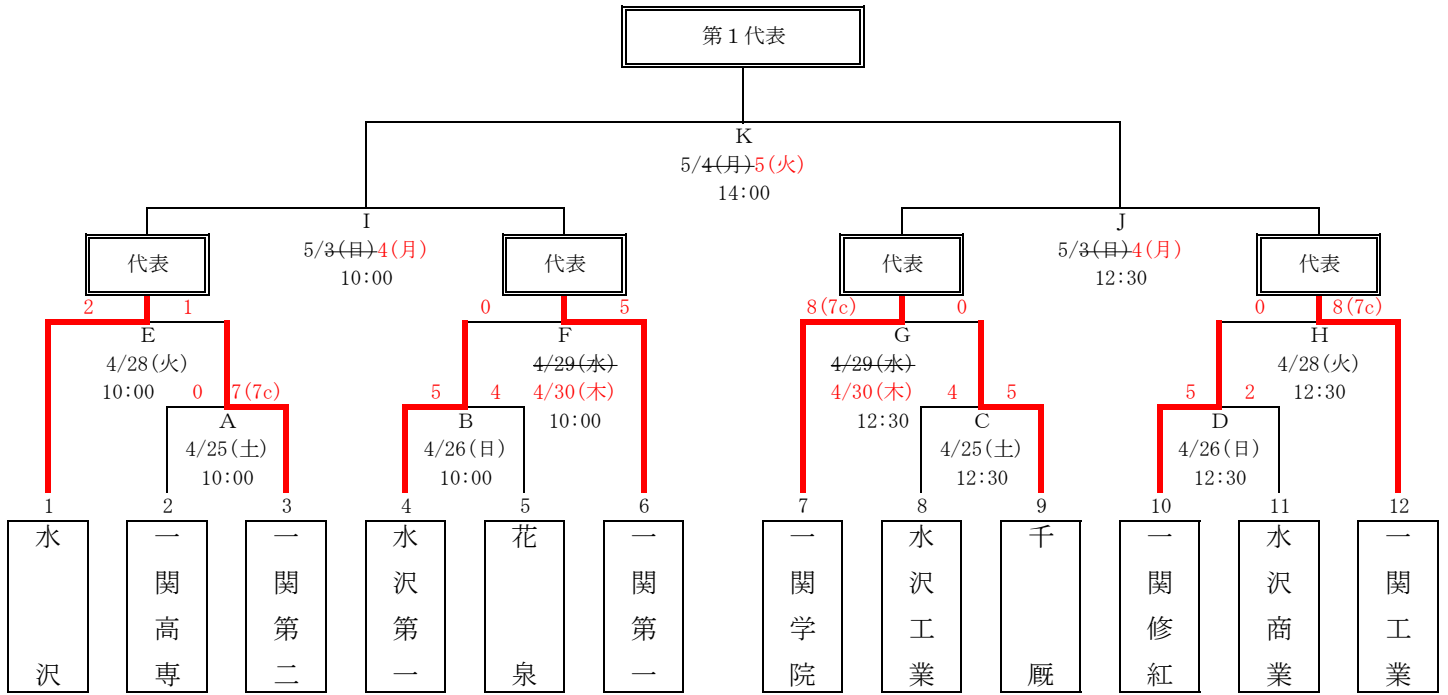 第１代表
K
5/4(月)5(火)
14:00
I
5/3(日)4(月)
10:00
J
5/3(日)4(月)
12:30
代表
代表
代表
代表
2 1
0 5
8(7c) 0
0 8(7c)
E
4/28(火)
10:00
F
4/29(水)
4/30(木)
10:00
G
4/29(水)
4/30(木)
12:30
H
4/28(火)
12:30
0 7(7c)
5 4
4 5
5 2
A
4/25(土)
10:00
B
4/26(日)
10:00
C
4/25(土)
12:30
D
4/26(日)
12:30
1 2 3 4 5 6 7 8 9 10 11 12
水沢
一関高専
一関第二
水沢第一
花泉
一関第一
一関学院
水沢工業
千厩
一関修紅
水沢商業
一関工業